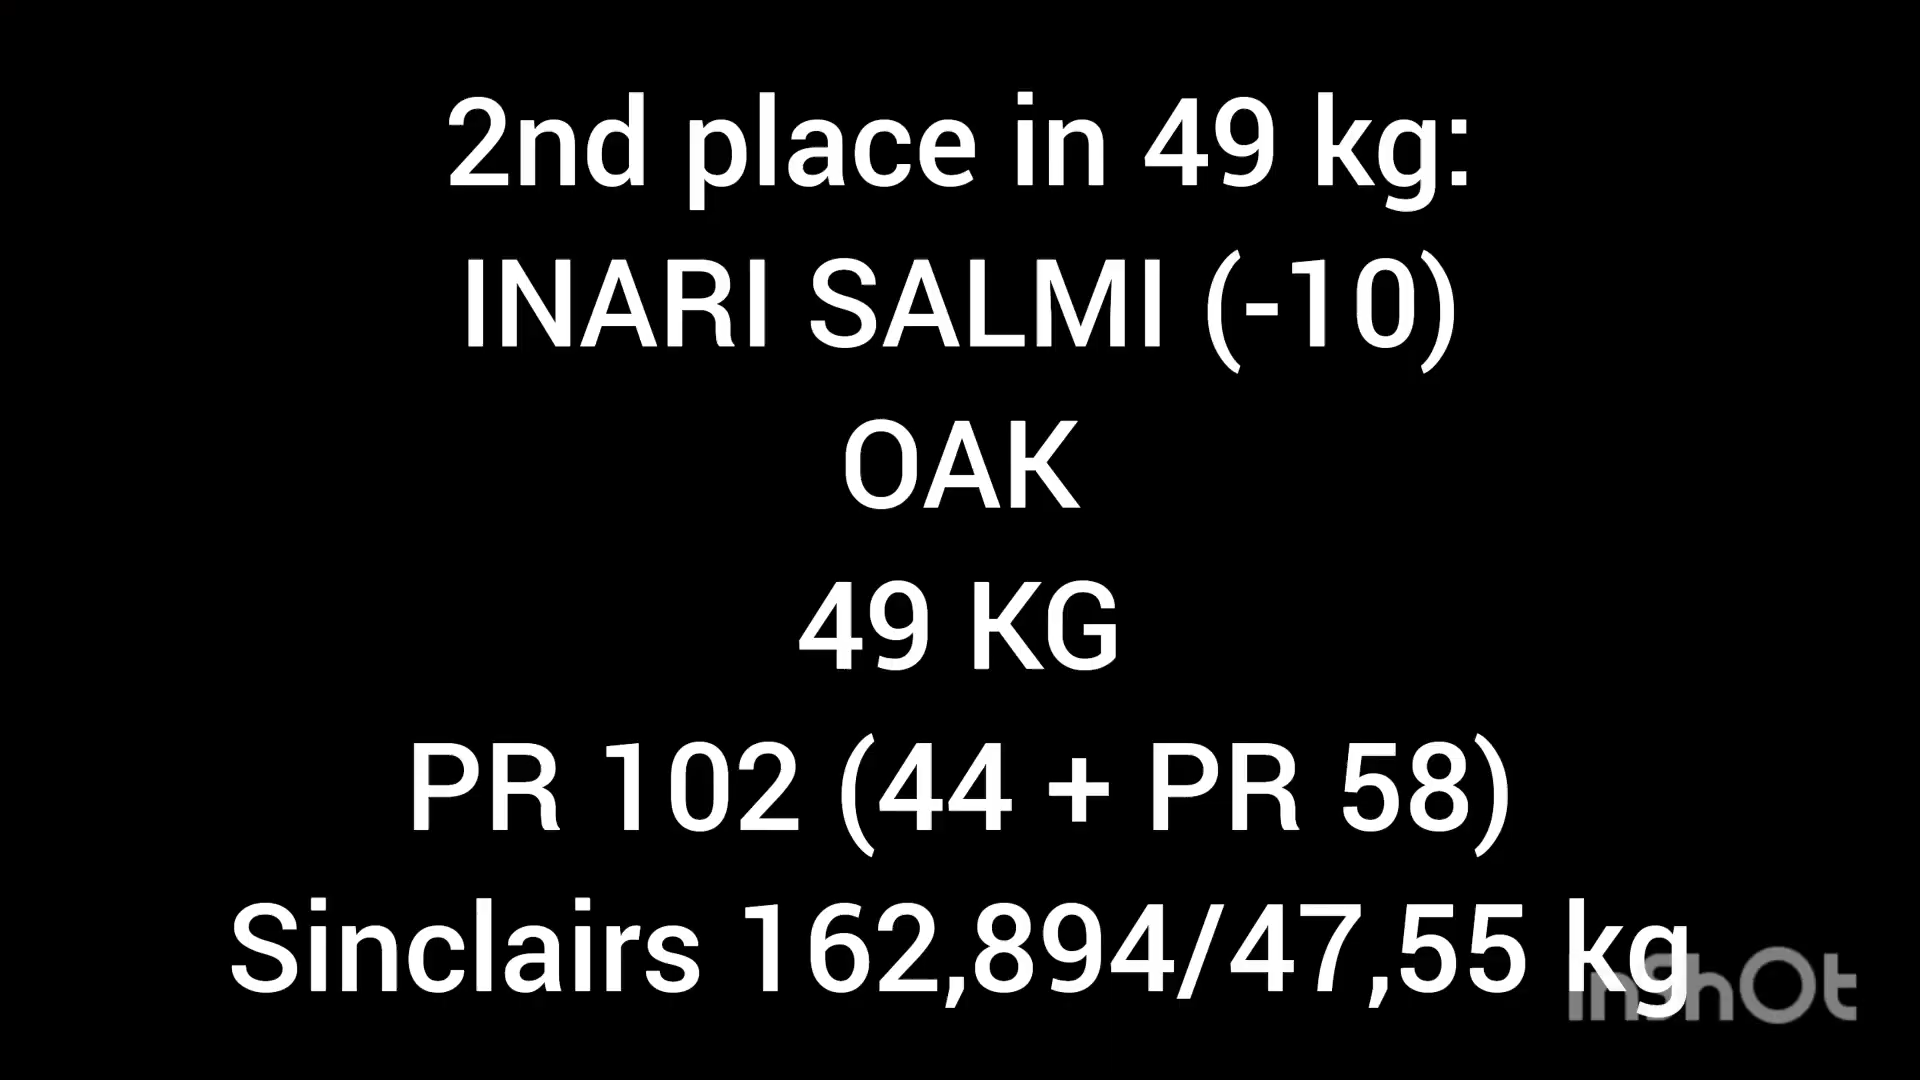 2nd place in 49 kg:
INARI SALMI (-10)
OAK
49 KG
PR 102 (44 + PR 58)
Sinclairs 162,894/47,55 kg
InShOt